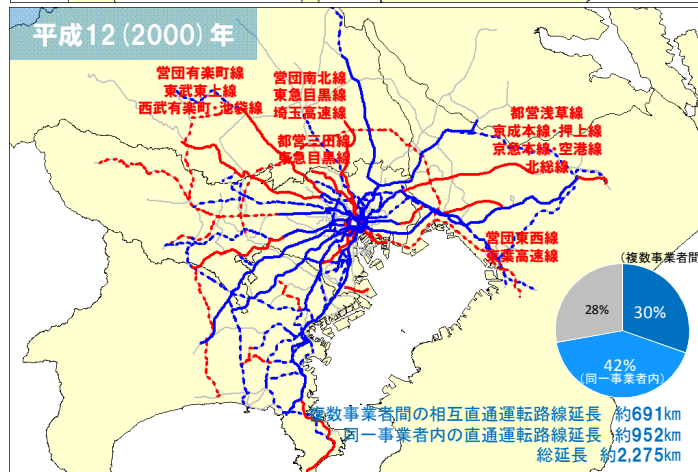 平成12(2000)年
営団有楽町線
東武東上線
西武有楽町・池袋線
営団南北線
東急目黒線
埼玉高速線
都営三田線
東急目黒線
都営浅草線
京成本線・押上線
京急本線・空港線
北総線
営団東西線
東葉高速線
(複数事業者間
28%
30%
42%
(同一事業者内)
複数事業者間の相互直通運転路線延長 約691km
同一事業者内の直通運転路線延長 約952km
総延長 約2,275km